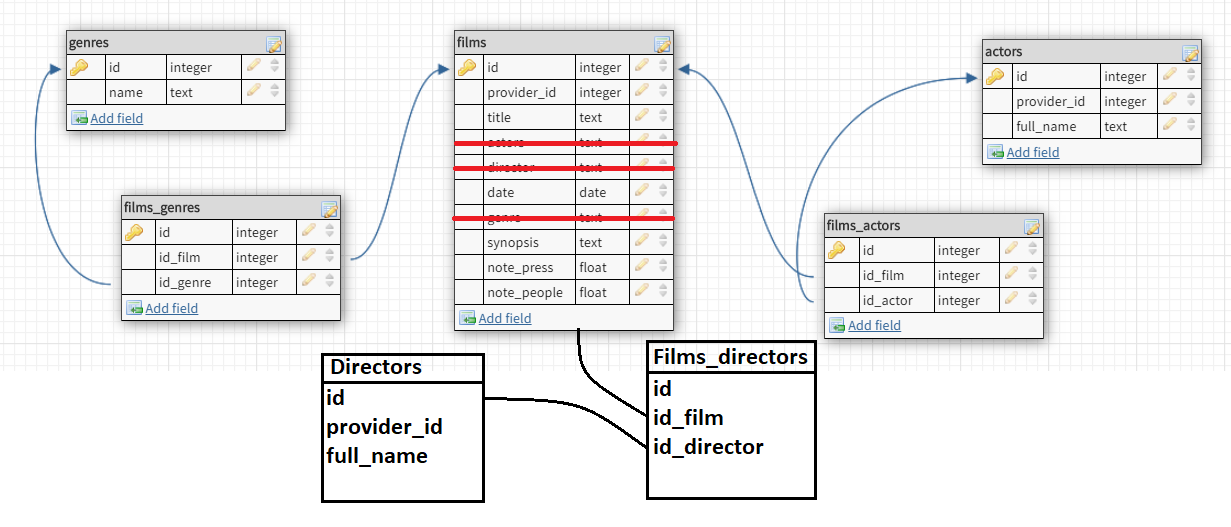 genres
id integer
name text
Add field
films
id integer
provider_id integer
title text
actors text
director text
date date
genre text
synopsis text
note_press float
note_people float
Add field
actors
id integer
provider_id integer
full_name text
Add field
films_genres
id integer
id_film integer
id_genre integer
Add field
films_actors
id integer
id_film integer
id_actor integer
Add field
Directors
id
provider_id
full_name
Films_directors
id
id_film
id_director